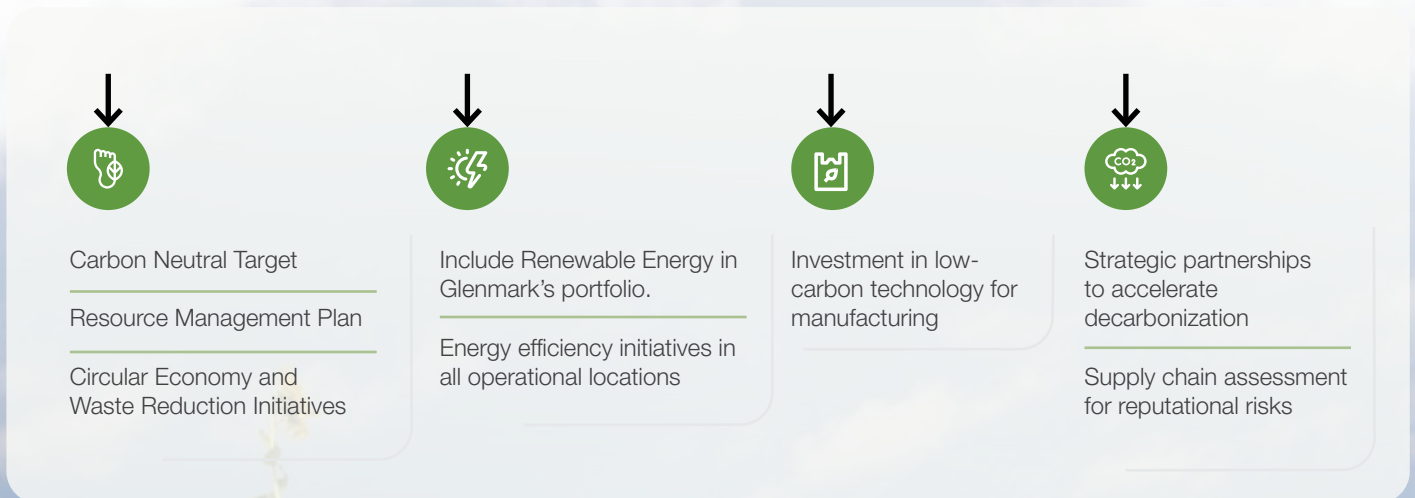 CO2
Carbon Neutral Target
Resource Management Plan
Circular Economy and
Waste Reduction Initiatives
Include Renewable Energy in
Glenmark’s portfolio.
Energy efficiency initiatives in
all operational locations
Investment in low-
carbon technology for
manufacturing
Strategic partnerships
to accelerate
decarbonization
Supply chain assessment
for reputational risks